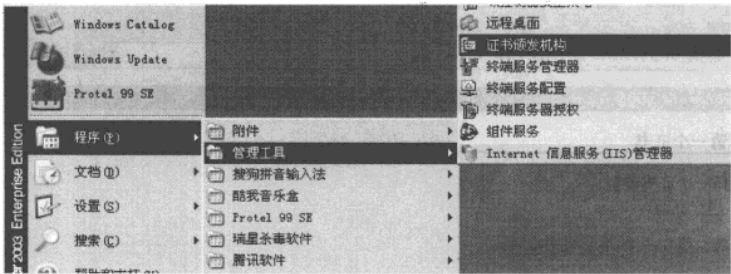 Windows Catalog
Windows Update
Protel 99 SE
程序(P)
文档(D)
设置(S)
搜索(C)
er 2003 Enterprise Edition
附件
管理工具
搜狗拼音输入法
酷我音乐盒
Protel 99 SE
瑞星杀毒软件
腾讯软件
远程桌面
证书颁发机构
终端服务管理器
终端服务配置
终端服务器授权
组件服务
Internet 信息服务(IIS)管理器